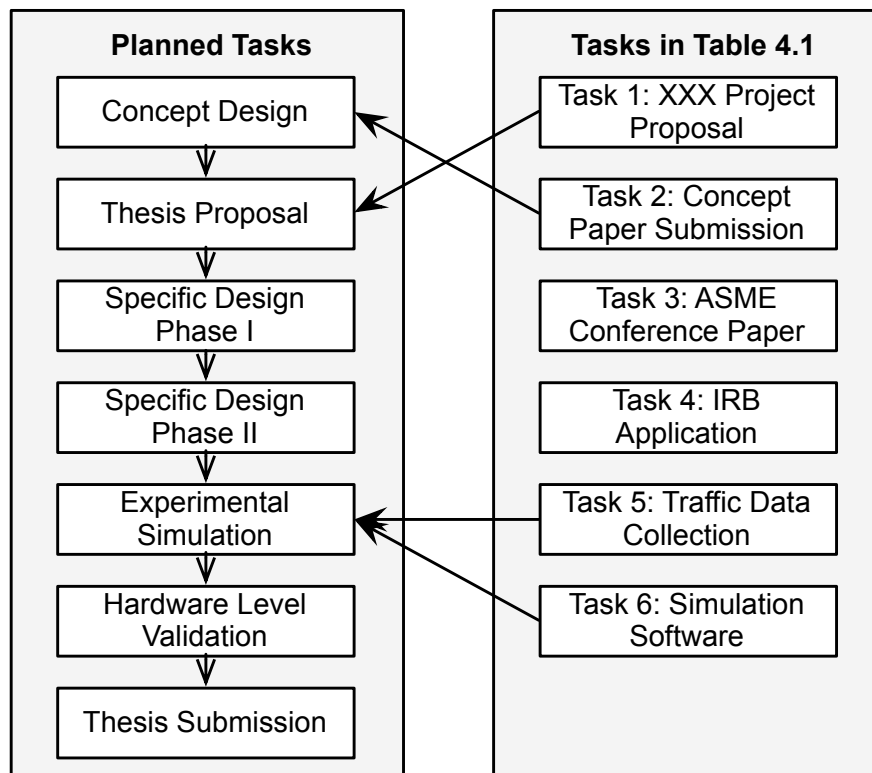 Planned Tasks
Concept Design
Thesis Proposal
Specific Design
Phase I
Specific Design
Phase II
Experimental
Simulation
Hardware Level
Validation
Thesis Submission
Tasks in Table 4.1
Task 1: XXX Project
Proposal
Task 2: Concept
Paper Submission
Task 3: ASME
Conference Paper
Task 4: IRB
Application
Task 5: Traffic Data
Collection
Task 6: Simulation
Software